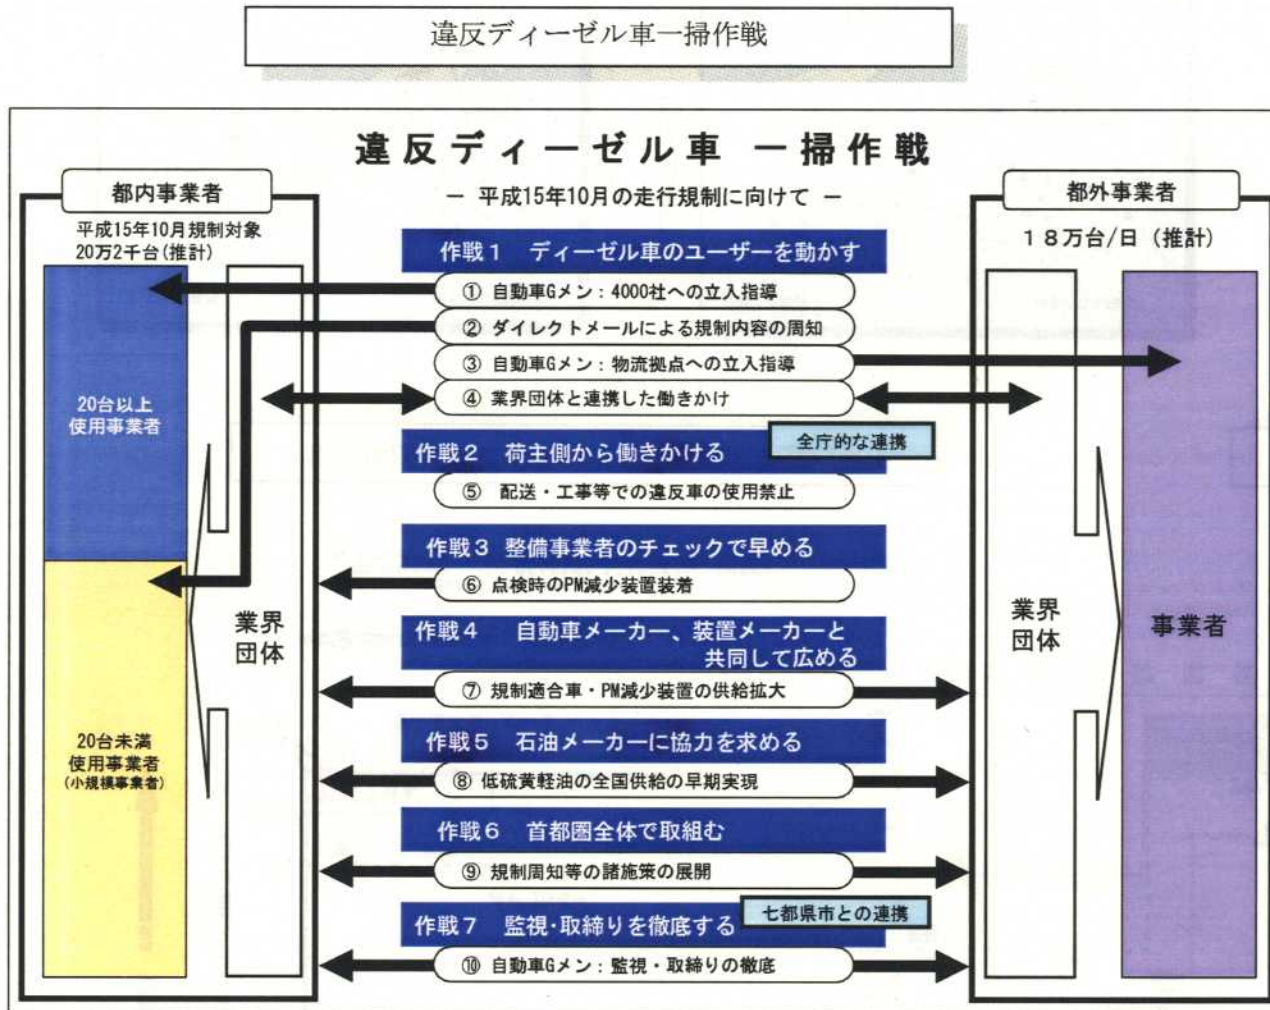 違反ディーゼル車一掃作戦
違反ディーゼル車 一掃作戦
― 平成15年10月の走行規制に向けて ―
都内事業者
平成15年10月規制対象
20万2千台(推計)
20台以上
使用事業者
20台未満
使用事業者
(小規模事業者)
業界
団体
作戦1 ディーゼル車のユーザーを動かす
① 自動車Gメン：4000社への立入指導
② ダイレクトメールによる規制内容の周知
③ 自動車Gメン：物流拠点への立入指導
④ 業界団体と連携した働きかけ
作戦2 荷主側から働きかける
全庁的な連携
⑤ 配送・工事等での違反車の使用禁止
作戦3 整備事業者のチェックで早める
⑥ 点検時のPM減少装置装着
作戦4 自動車メーカー、装置メーカーと
共同して広める
⑦ 規制適合車・PM減少装置の供給拡大
作戦5 石油メーカーに協力を求める
⑧ 低硫黄軽油の全国供給の早期実現
作戦6 首都圏全体で取組む
⑨ 規制周知等の諸施策の展開
作戦7 監視・取締りを徹底する
七都県市との連携
⑩ 自動車Gメン：監視・取締りの徹底
都外事業者
18万台/日（推計）
業界
団体
事業者